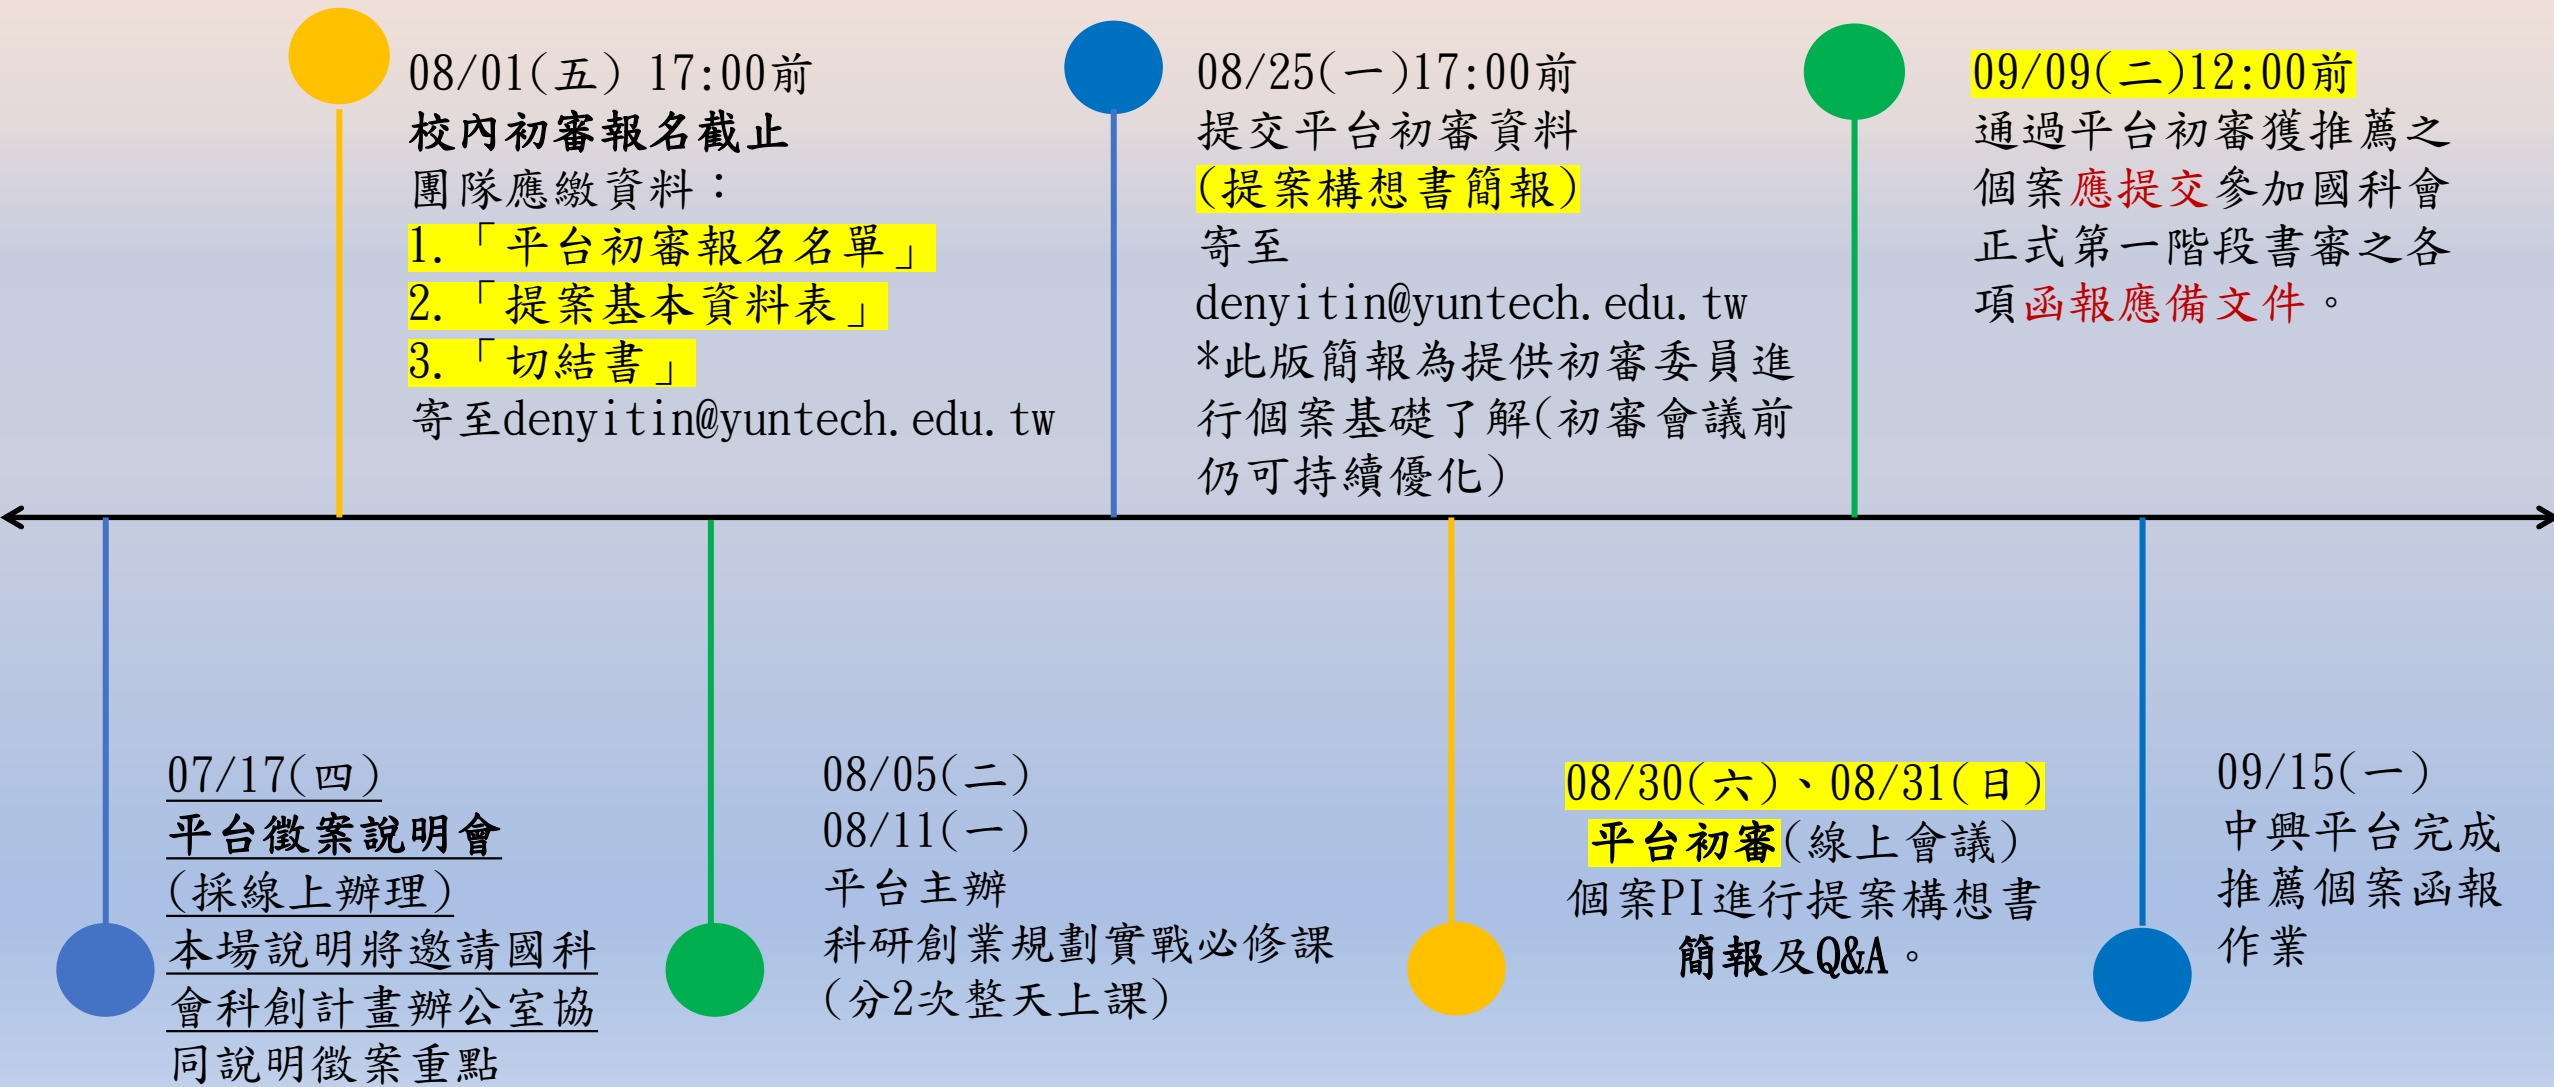 08/01(五) 17:00前
校內初審報名截止
團隊應繳資料：
1.「平台初審報名名單」
2.「提案基本資料表」
3.「切結書」
寄至denyitin@yuntech.edu.tw
08/25(一)17:00前
提交平台初審資料
(提案構想書簡報)
寄至
denyitin@yuntech.edu.tw
*此版簡報為提供初審委員進
行個案基礎了解(初審會議前
仍可持續優化)
09/09(二)12:00前
通過平台初審獲推薦之
個案應提交參加國科會
正式第一階段書審之各
項函報應備文件。
07/17(四)
平台徵案說明會
(採線上辦理)
本場說明將邀請國科
會科創計畫辦公室協
同說明徵案重點
08/05(二)
08/11(一)
平台主辦
科研創業規劃實戰必修課
(分2次整天上課)
08/30(六)、08/31(日)
平台初審(線上會議)
個案PI進行提案構想書
簡報及Q&A。
09/15(一)
中興平台完成
推薦個案函報
作業